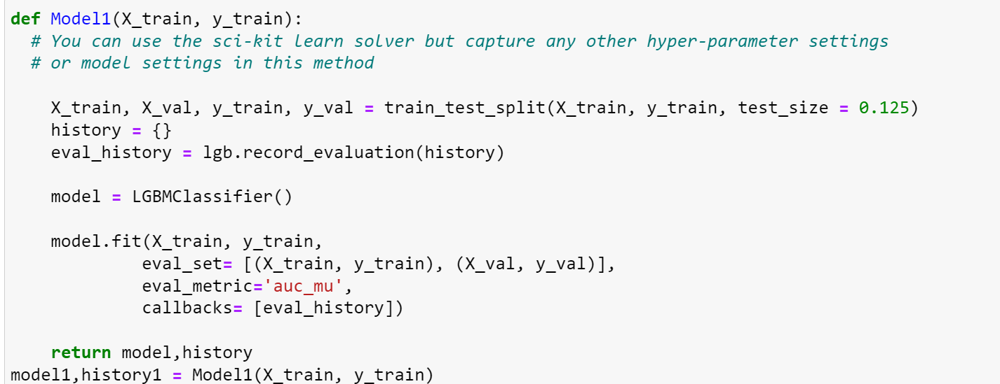 def Model1(X_train, y_train):
# You can use the sci-kit learn solver but capture any other hyper-parameter settings
# or model settings in this method
X_train, X_val, y_train, y_val = train_test_split(X_train, y_train, test_size = 0.125)
history = {}
eval_history = lgb.record_evaluation(history)
model = LGBMClassifier()
model.fit(X_train, y_train,
eval_set= [(X_train, y_train), (X_val, y_val)],
eval_metric='auc_mu',
callbacks= [eval_history])
return model,history
model1,history1 = Model1(X_train, y_train)